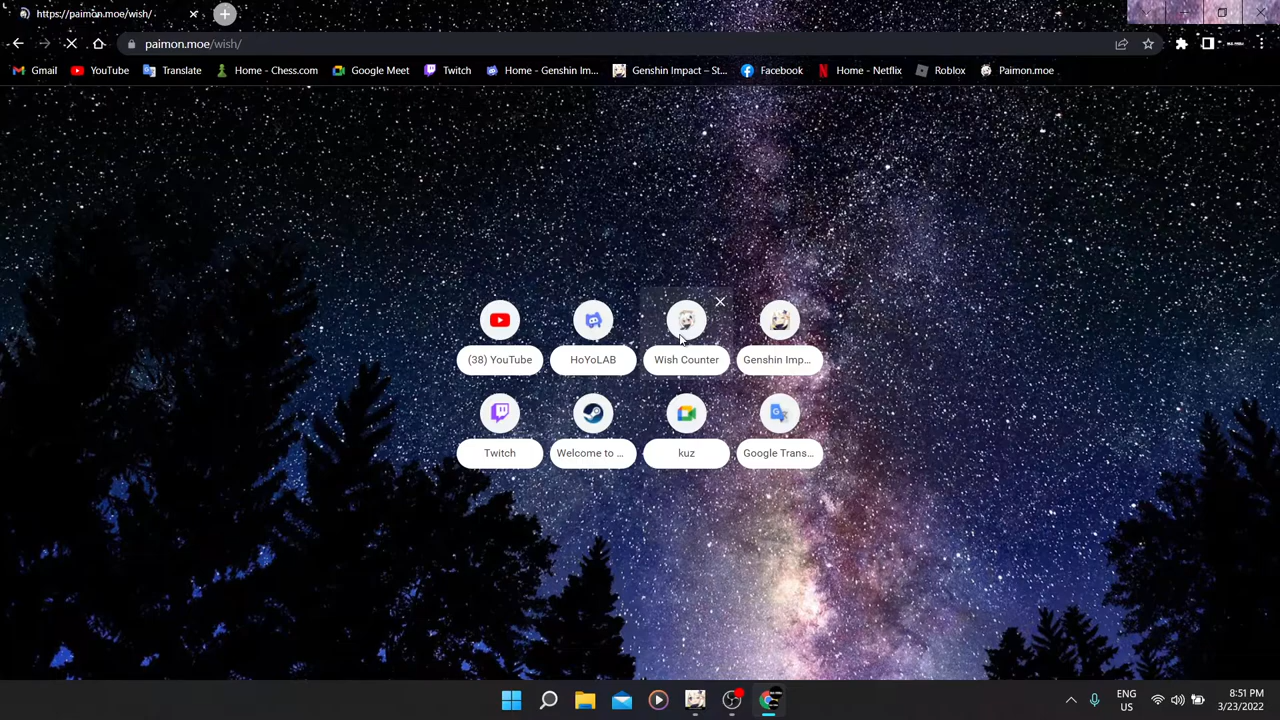 https://paimon.moe/wish/
paimon.moe/wish/
Gmail YouTube Translate Home - Chess.com Google Meet Twitch Home - Genshin Im... Genshin Impact – St... Facebook Home - Netflix Roblox Paimon.moe
(38) YouTube HoYoLAB Wish Counter Genshin Imp...
Twitch Welcome to ... kuz Google Trans...
ENG 8:51 PM
US 3/23/2022